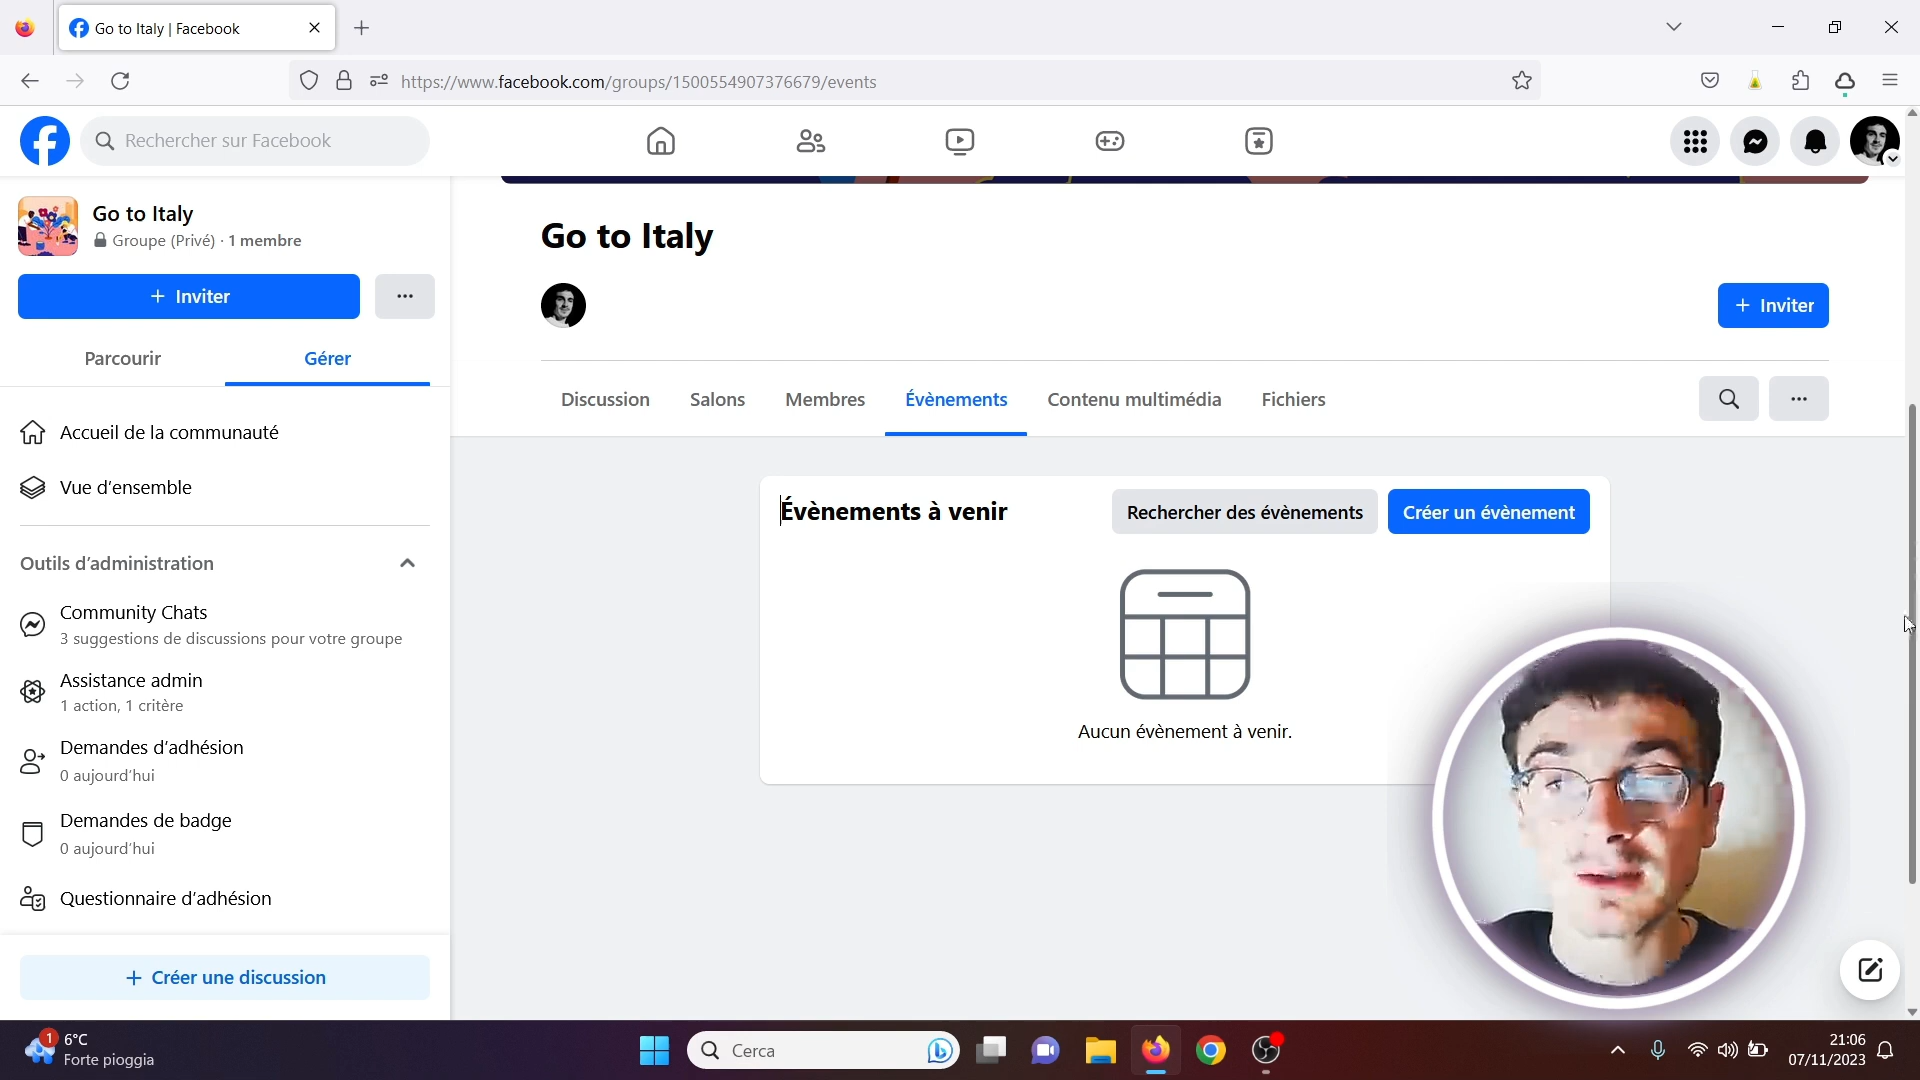 Go to Italy | Facebook
https://www.facebook.com/groups/1500554907376679/events
Rechercher sur Facebook
Go to Italy
Groupe (Privé) · 1 membre
+ Inviter
Parcourir
Gérer
Accueil de la communauté
Vue d'ensemble
Outils d'administration
Community Chats
3 suggestions de discussions pour votre groupe
Assistance admin
1 action, 1 critère
Demandes d'adhésion
0 aujourd'hui
Demandes de badge
0 aujourd'hui
Questionnaire d'adhésion
+ Créer une discussion
Go to Italy
+ Inviter
Discussion
Salons
Membres
Évènements
Contenu multimédia
Fichiers
Évènements à venir
Rechercher des évènements
Créer un évènement
Aucun évènement à venir.
1
6°C
Forte pioggia
Cerca
21:06
07/11/2023